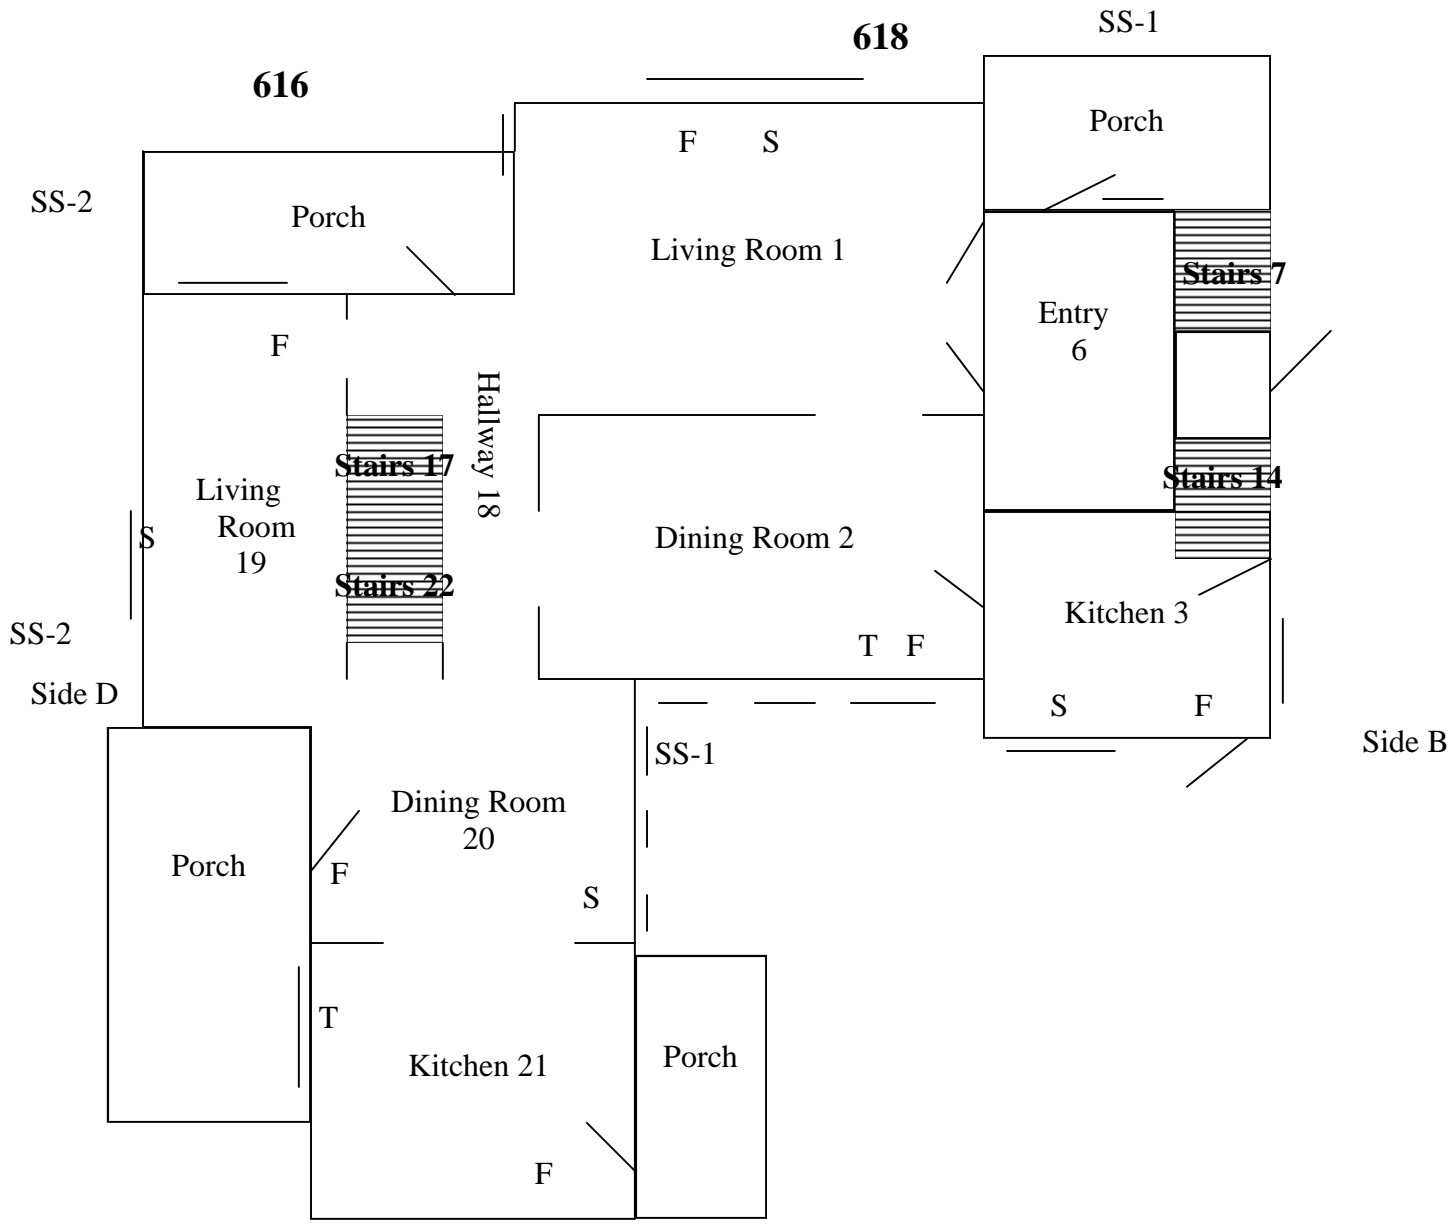 SS-1
618
616
Porch
F S
SS-2
Porch
Living Room 1
Stairs 7
Entry
6
F
Hallway 18
Stairs 17
Stairs 14
Living
Room
19
S
Dining Room 2
Stairs 22
Kitchen 3
SS-2
T F
Side D
S F
Side B
SS-1
Dining Room
20
Porch
F
S
T
Kitchen 21
Porch
F